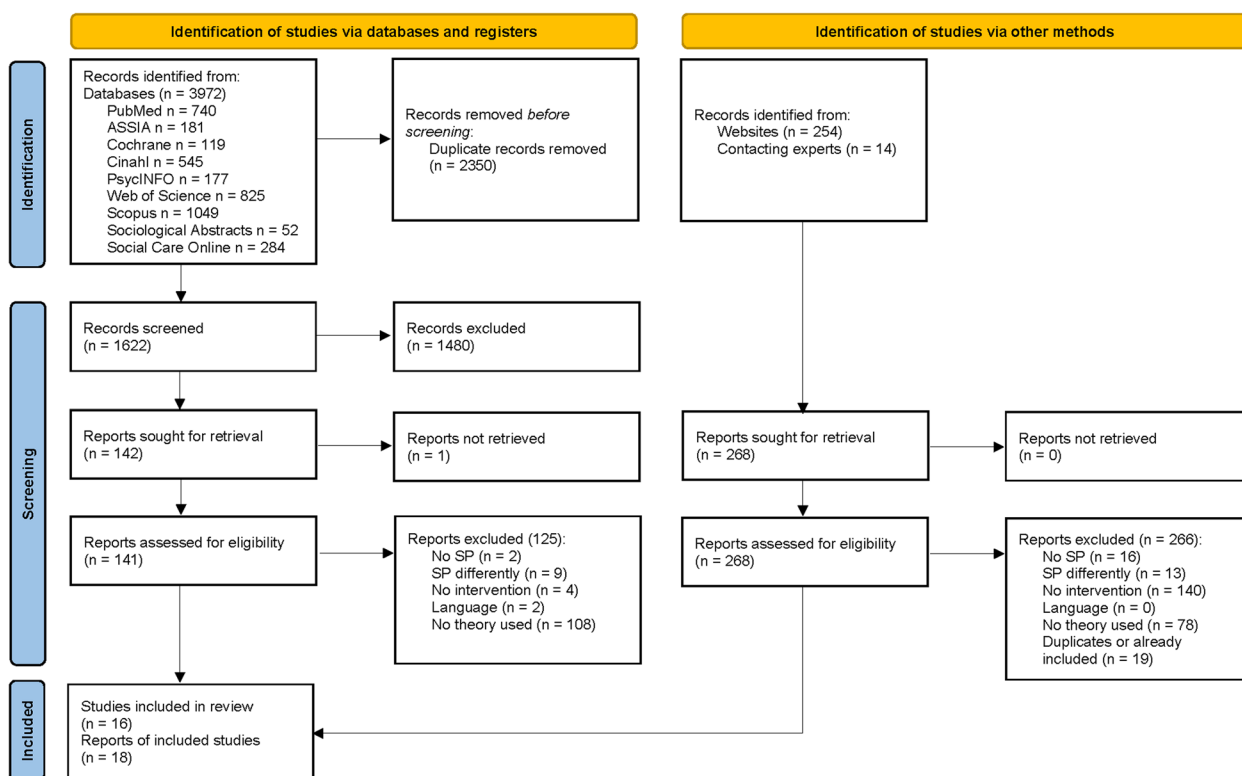 Identification of studies via databases and registers
Identification of studies via other methods
Identification
Records identified from:
Databases (n = 3972)
PubMed n = 740
ASSIA n = 181
Cochrane n = 119
Cinahl n = 545
PsycINFO n = 177
Web of Science n = 825
Scopus n = 1049
Sociological Abstracts n = 52
Social Care Online n = 284
Records removed before
screening:
Duplicate records removed
(n = 2350)
Records identified from:
Websites (n = 254)
Contacting experts (n = 14)
Screening
Records screened
(n = 1622)
Records excluded
(n = 1480)
Reports sought for retrieval
(n = 142)
Reports not retrieved
(n = 1)
Reports sought for retrieval
(n = 268)
Reports not retrieved
(n = 0)
Reports assessed for eligibility
(n = 141)
Reports excluded (125):
No SP (n = 2)
SP differently (n = 9)
No intervention (n = 4)
Language (n = 2)
No theory used (n = 108)
Reports assessed for eligibility
(n = 268)
Reports excluded (n = 266):
No SP (n = 16)
SP differently (n = 13)
No intervention (n = 140)
Language (n = 0)
No theory used (n = 78)
Duplicates or already
included (n = 19)
Included
Studies included in review
(n = 16)
Reports of included studies
(n = 18)